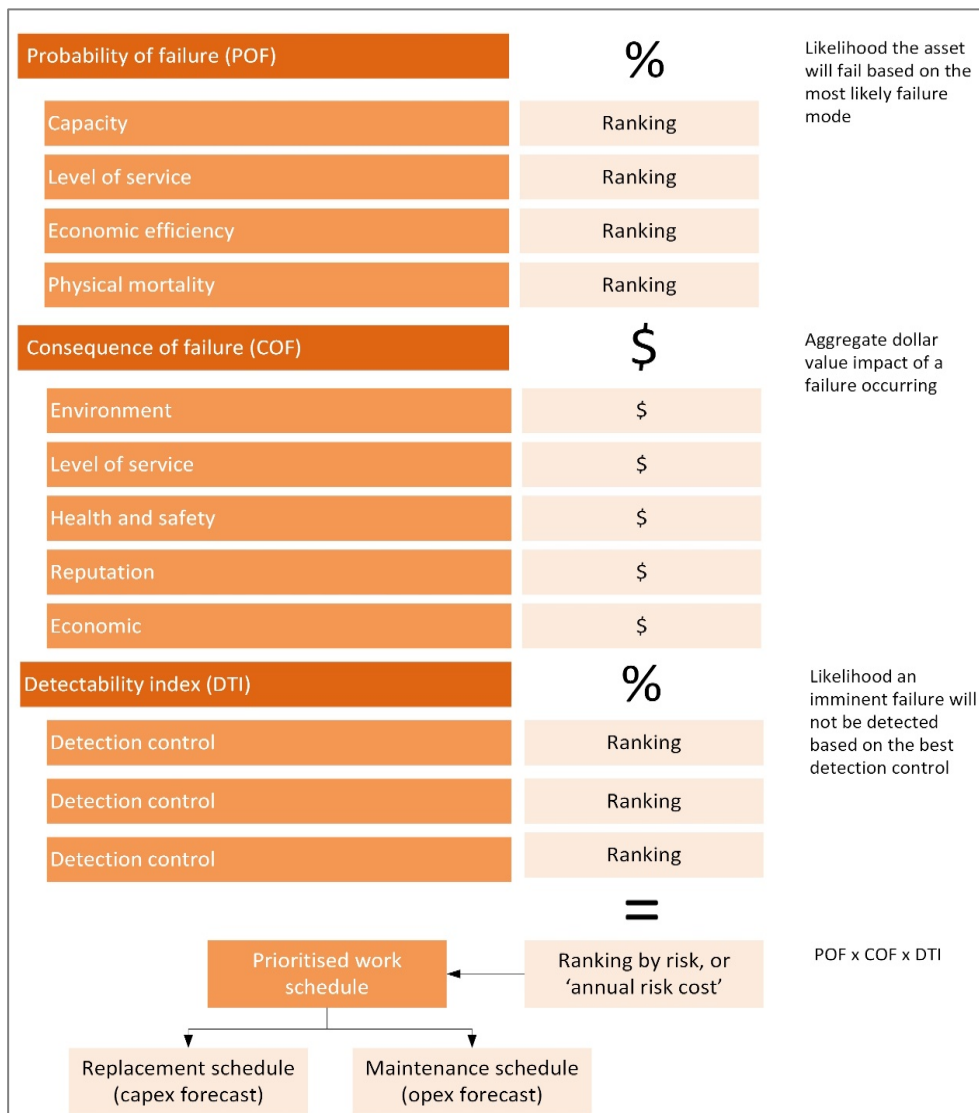 Probability of failure (POF)
%
Likelihood the asset
will fail based on the
most likely failure
mode
Capacity
Ranking
Level of service
Ranking
Economic efficiency
Ranking
Physical mortality
Ranking
Consequence of failure (COF)
$
Aggregate dollar
value impact of a
failure occurring
Environment
$
Level of service
$
Health and safety
$
Reputation
$
Economic
$
Detectability index (DTI)
%
Likelihood an
imminent failure will
not be detected
based on the best
detection control
Detection control
Ranking
Detection control
Ranking
Detection control
Ranking
=
Prioritised work
schedule
Ranking by risk, or
‘annual risk cost’
POF x COF x DTI
Replacement schedule
(capex forecast)
Maintenance schedule
(opex forecast)